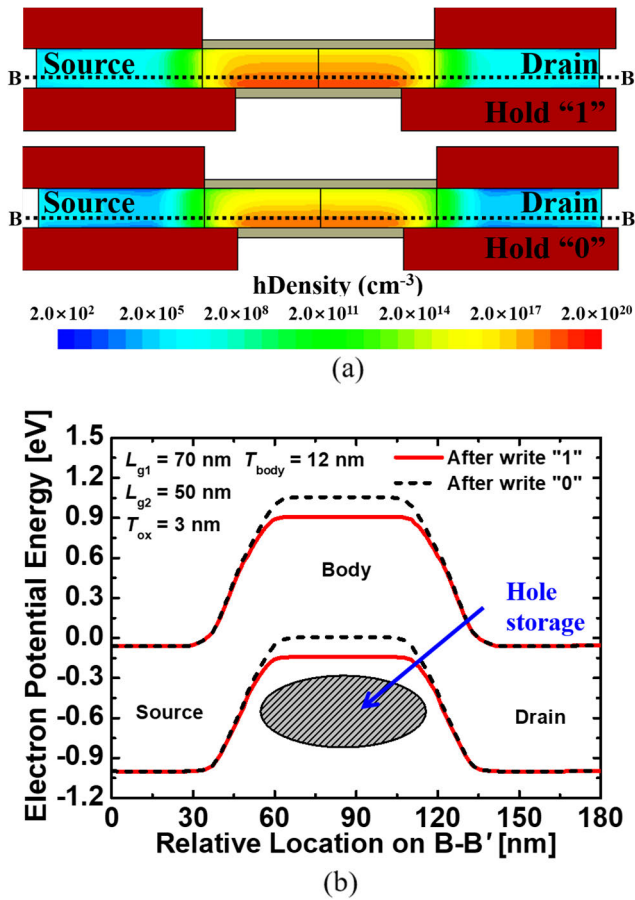 Source Drain
B B
Hold “1”
Source Drain
B B
Hold “0”
hDensity (cm-3)
2.0×10² 2.0×10⁵ 2.0×10⁸ 2.0×10¹¹ 2.0×10¹⁴ 2.0×10¹⁷ 2.0×10²⁰
(a)
Electron Potential Energy [eV]
1.5
1.2
0.9
0.6
0.3
0.0
-0.3
-0.6
-0.9
-1.2
Lg1 = 70 nm Tbody = 12 nm
Lg2 = 50 nm
Tox = 3 nm
After write "1"
After write "0"
Body
Hole
storage
Source
Drain
0 30 60 90 120 150 180
Relative Location on B-B′ [nm]
(b)